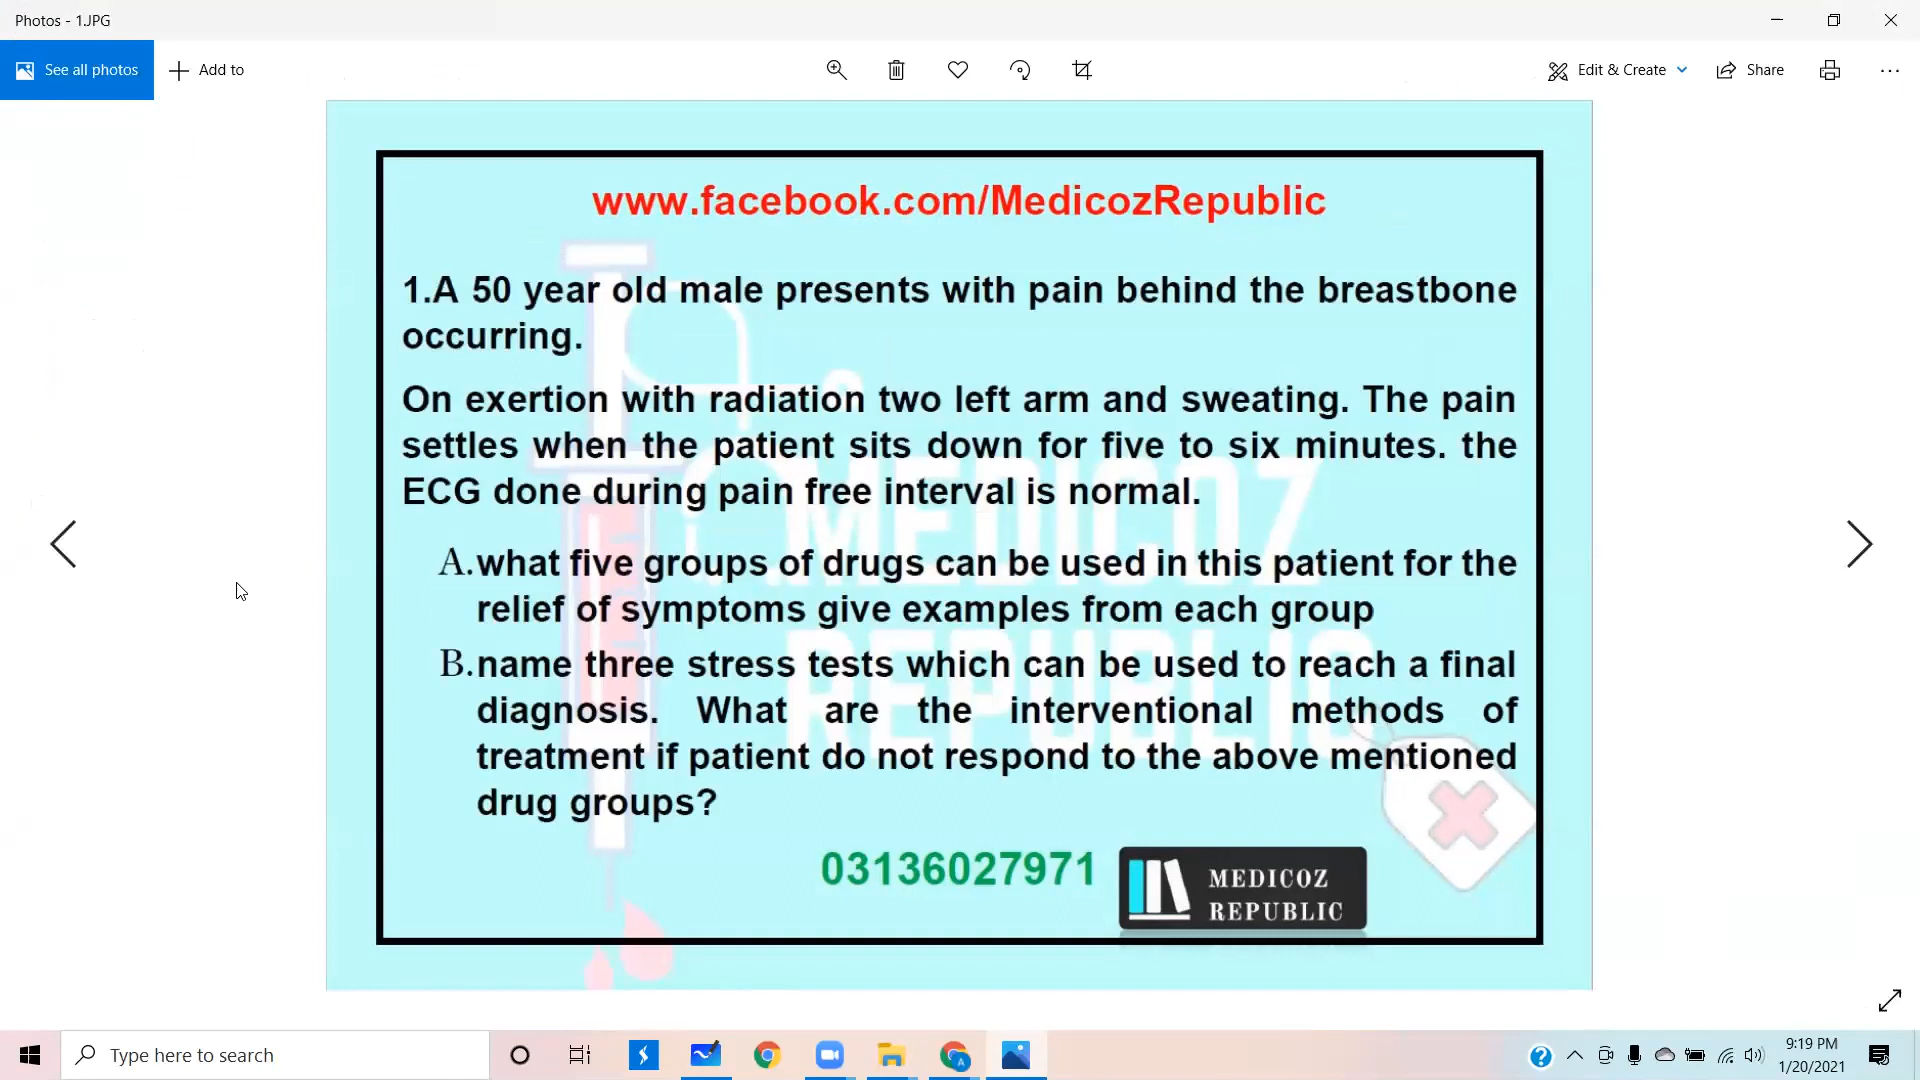 Photos - 1.JPG
See all photos
Add to
Edit & Create
Share
www.facebook.com/MedicozRepublic
1.A 50 year old male presents with pain behind the breastbone
occurring.
On exertion with radiation two left arm and sweating. The pain
settles when the patient sits down for five to six minutes. the
ECG done during pain free interval is normal.
A.what five groups of drugs can be used in this patient for the
relief of symptoms give examples from each group
B.name three stress tests which can be used to reach a final
diagnosis. What are the interventional methods of
treatment if patient do not respond to the above mentioned
drug groups?
MEDICOZ
REPUBLIC
03136027971
MEDICOZ
REPUBLIC
Type here to search
9:19 PM
1/20/2021